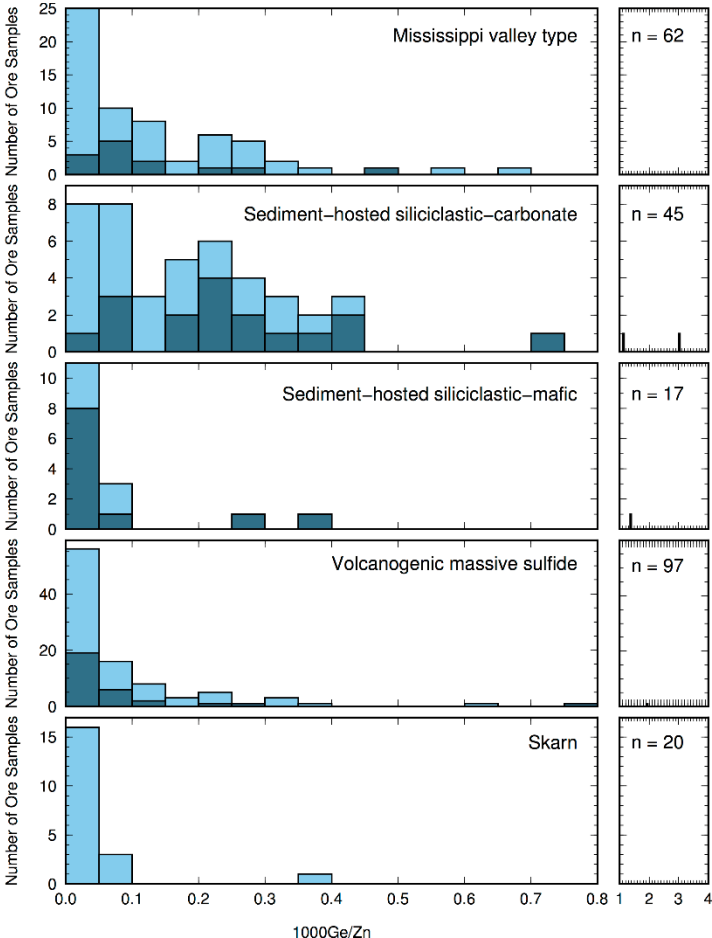 Number of Ore Samples
25
20
15
10
5
0
Mississippi valley type
n = 62
Number of Ore Samples
8
6
4
2
0
Sediment−hosted siliciclastic−carbonate
n = 45
Number of Ore Samples
10
8
6
4
2
0
Sediment−hosted siliciclastic−mafic
n = 17
Number of Ore Samples
40
20
0
Volcanogenic massive sulfide
n = 97
Number of Ore Samples
15
10
5
0
Skarn
n = 20
0.0 0.1 0.2 0.3 0.4 0.5 0.6 0.7 0.8 1 2 3 4
1000Ge/Zn